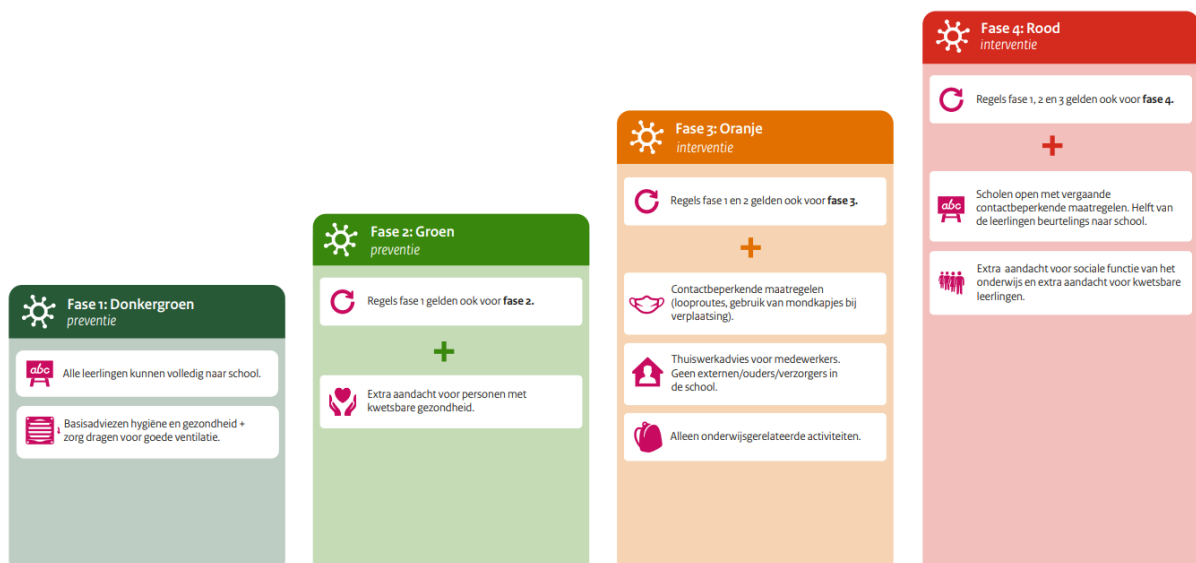 Fase 1: Donkergroen
preventie
abc
Alle leerlingen kunnen volledig naar school.
Basisadviezen hygiëne en gezondheid +
zorg dragen voor goede ventilatie.
Fase 2: Groen
preventie
Regels fase 1 gelden ook voor fase 2.
+
Extra aandacht voor personen met
kwetsbare gezondheid.
Fase 3: Oranje
interventie
Regels fase 1 en 2 gelden ook voor fase 3.
+
Contactbeperkende maatregelen
(looproutes, gebruik van mondkapjes bij
verplaatsing).
Thuiswerkadvies voor medewerkers.
Geen externen/ouders/verzorgers in
de school.
Alleen onderwijsgerelateerde activiteiten.
Fase 4: Rood
interventie
Regels fase 1, 2 en 3 gelden ook voor fase 4.
+
abc
Scholen open met vergaande
contactbeperkende maatregelen. Helft van
de leerlingen beurtelings naar school.
Extra aandacht voor sociale functie van het
onderwijs en extra aandacht voor kwetsbare
leerlingen.